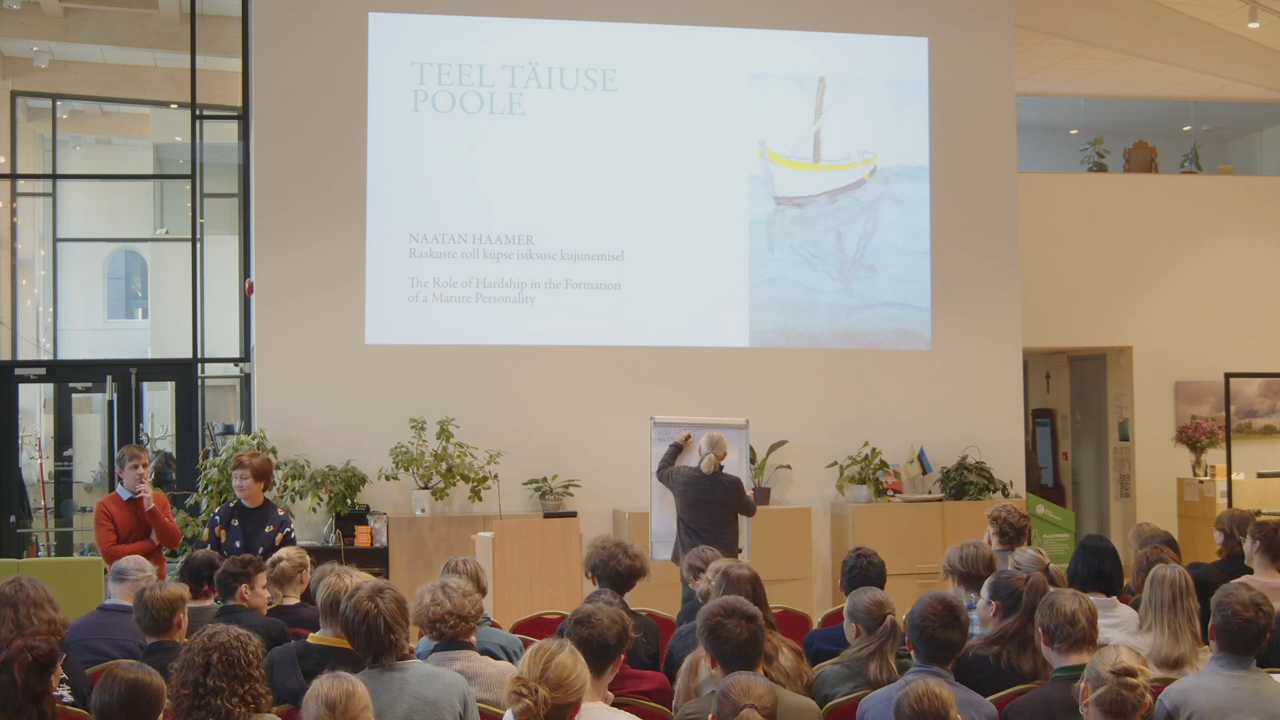 TEEL TÄIUSE
POOLE
NAATAN HAAMER
Raskuste roll küpse isiksuse kujunemisel
The Role of Hardship in the Formation
of a Mature Personality